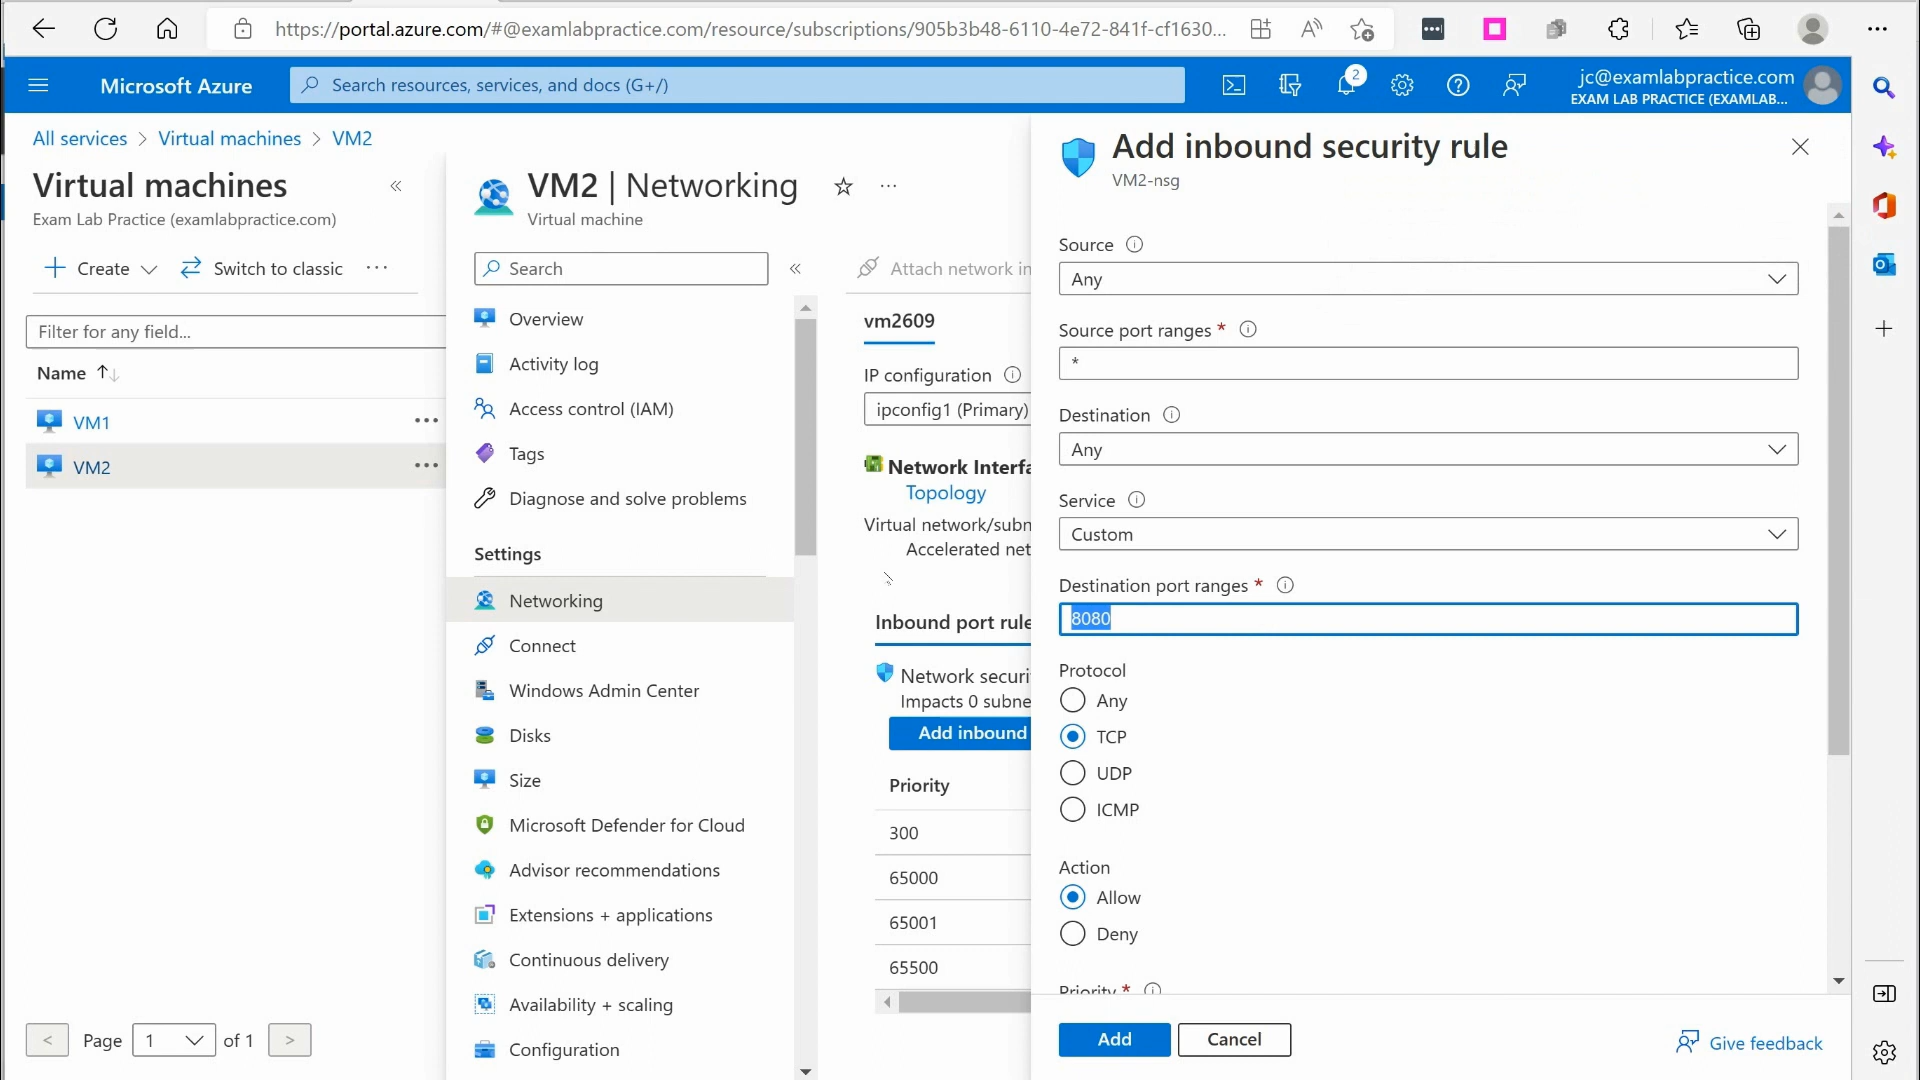 https://portal.azure.com/#@examlabpractice.com/resource/subscriptions/905b3b48-6110-4e72-841f-cf1630...
Microsoft Azure
Search resources, services, and docs (G+/)
2
jc@examlabpractice.com
EXAM LAB PRACTICE (EXAMLAB...
All services > Virtual machines > VM2
Virtual machines
Exam Lab Practice (examlabpractice.com)
Create
Switch to classic
Filter for any field...
Name
VM1
VM2
< Page 1 of 1 >
VM2 | Networking
Virtual machine
Search
Overview
Activity log
Access control (IAM)
Tags
Diagnose and solve problems
Settings
Networking
Connect
Windows Admin Center
Disks
Size
Microsoft Defender for Cloud
Advisor recommendations
Extensions + applications
Continuous delivery
Availability + scaling
Configuration
Attach network in
vm2609
IP configuration
ipconfig1 (Primary)
Network Interfa
Topology
Virtual network/subn
Accelerated net
Inbound port rule
Network securi
Impacts 0 subne
Add inbound
Priority
300
65000
65001
65500
Add inbound security rule
VM2-nsg
Source
Any
Source port ranges *
*
Destination
Any
Service
Custom
Destination port ranges *
8080
Protocol
Any
TCP
UDP
ICMP
Action
Allow
Deny
Priority *
Add
Cancel
Give feedback